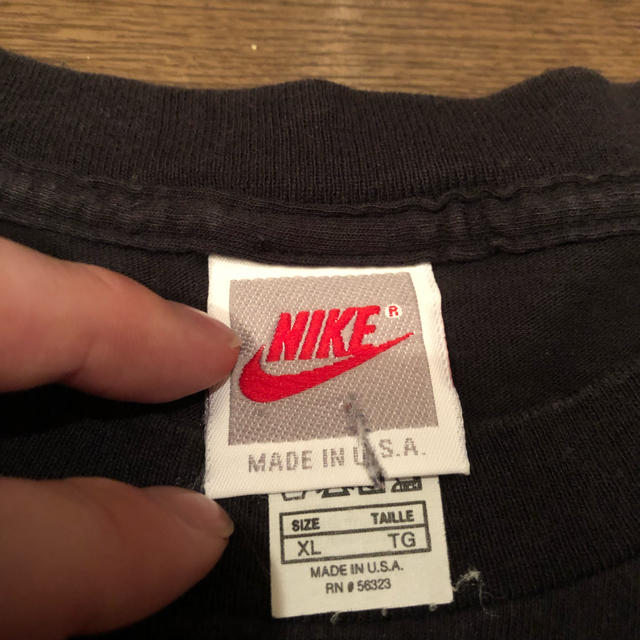 NIKE ®
MADE IN U.S.A.
SIZE TAILLE
XL TG
MADE IN U.S.A.
RN # 56323